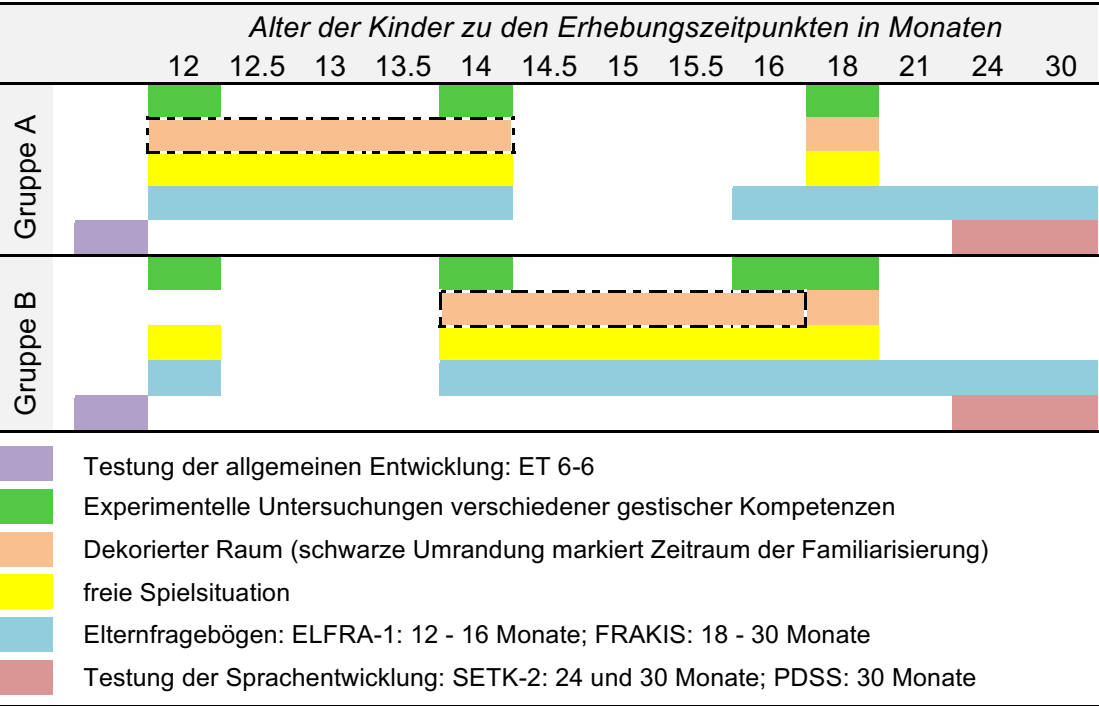 Alter der Kinder zu den Erhebungszeitpunkten in Monaten
12 12.5 13 13.5 14 14.5 15 15.5 16 18 21 24 30
Gruppe A
Gruppe B
Testung der allgemeinen Entwicklung: ET 6-6
Experimentelle Untersuchungen verschiedener gestischer Kompetenzen
Dekorierter Raum (schwarze Umrandung markiert Zeitraum der Familiarisierung)
freie Spielsituation
Elternfragebögen: ELFRA-1: 12 - 16 Monate; FRAKIS: 18 - 30 Monate
Testung der Sprachentwicklung: SETK-2: 24 und 30 Monate; PDSS: 30 Monate